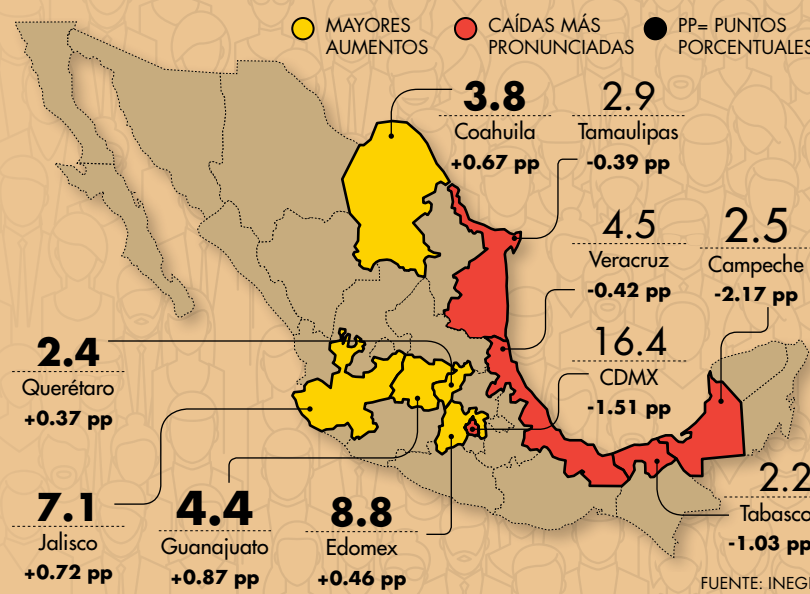 MAYORES
AUMENTOS
CAÍDAS MÁS
PRONUNCIADAS
PP= PUNTOS
PORCENTUALES
3.8
Coahuila
+0.67 pp
2.9
Tamaulipas
-0.39 pp
4.5
Veracruz
-0.42 pp
2.5
Campeche
-2.17 pp
16.4
CDMX
-1.51 pp
2.4
Querétaro
+0.37 pp
7.1
Jalisco
+0.72 pp
4.4
Guanajuato
+0.87 pp
8.8
Edomex
+0.46 pp
2.2
Tabasco
-1.03 pp
FUENTE: INEGI